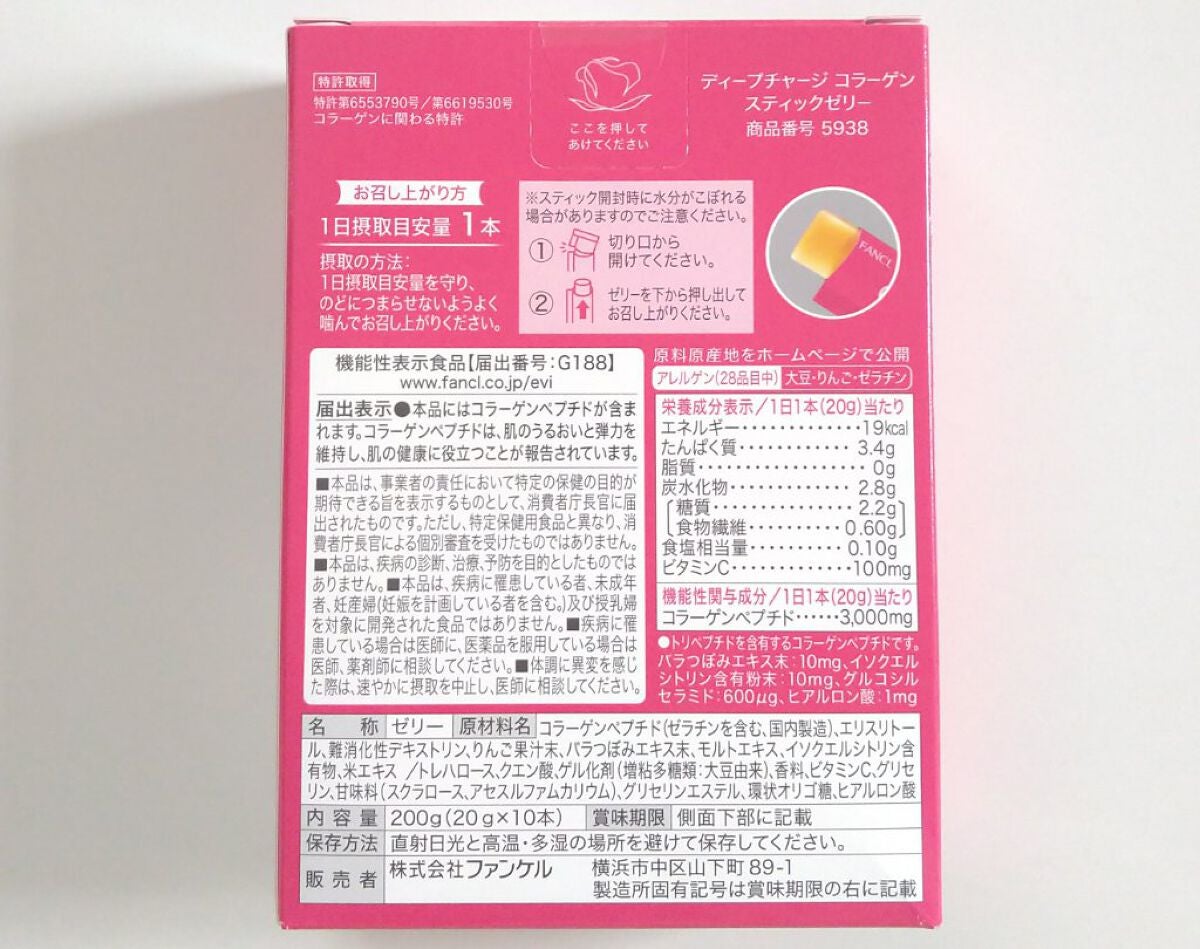 特許取得
特許第6553790号／第6619530号
コラーゲンに関わる特許
ここを押して
あけてください
ディープチャージ コラーゲン
スティックゼリー
商品番号 5938
お召し上がり方
1日摂取目安量 1本
摂取の方法：
1日摂取目安量を守り、
のどにつまらせないようよく
噛んでお召し上がりください。
※スティック開封時に水分がこぼれる
場合がありますのでご注意ください。
① 切り口から
開けてください。
② ゼリーを下から押し出して
お召し上がりください。
FANCL
機能性表示食品【届出番号：G188】
www.fancl.co.jp/evi
届出表示●本品にはコラーゲンペプチドが含ま
れます。コラーゲンペプチドは、肌のうるおいと弾力を
維持し、肌の健康に役立つことが報告されています。
■本品は、事業者の責任において特定の保健の目的が
期待できる旨を表示するものとして、消費者庁長官に届
出されたものです。ただし、特定保健用食品と異なり、消
費者庁長官による個別審査を受けたものではありません。
■本品は、疾病の診断、治療、予防を目的としたものでは
ありません。■本品は、疾病に罹患している者、未成年
者、妊産婦(妊娠を計画している者を含む。)及び授乳婦
を対象に開発された食品ではありません。■疾病に罹
患している場合は医師に、医薬品を服用している場合は
医師、薬剤師に相談してください。■体調に異変を感じ
た際は、速やかに摂取を中止し、医師に相談してください。
原料原産地をホームページで公開
アレルゲン(28品目中) 大豆・りんご・ゼラチン
栄養成分表示／1日1本(20g)当たり
エネルギー・・・・・・・・・・・・・19kcal
たんぱく質・・・・・・・・・・・・3.4g
脂質・・・・・・・・・・・・・・・・・・0g
炭水化物・・・・・・・・・・・・・2.8g
糖質・・・・・・・・・・・・・・・・2.2g
食物繊維・・・・・・・・・・0.60g
食塩相当量・・・・・・・・・・0.10g
ビタミンC・・・・・・・・・・・・・100mg
機能性関与成分／1日1本(20g)当たり
コラーゲンペプチド・・・・・・3,000mg
●トリペプチドを含有するコラーゲンペプチドです。
バラつぼみエキス末：10mg、イソクエル
シトリン含有粉末：10mg、グルコシル
セラミド：600μg、ヒアルロン酸：1mg
名 称 ゼリー 原材料名 コラーゲンペプチド(ゼラチンを含む、国内製造)、エリスリトー
ル、難消化性デキストリン、りんご果汁末、バラつぼみエキス末、モルトエキス、イソクエルシトリン含
有物、米エキス ／トレハロース、クエン酸、ゲル化剤(増粘多糖類：大豆由来)、香料、ビタミンC、グリセ
リン、甘味料(スクラロース、アセスルファムカリウム)、グリセリンエステル、環状オリゴ糖、ヒアルロン酸
内 容 量 200g(20g×10本) 賞味期限 側面下部に記載
保存方法 直射日光と高温・多湿の場所を避けて保存してください。
販 売 者 株式会社ファンケル 横浜市中区山下町89-1
製造所固有記号は賞味期限の右に記載